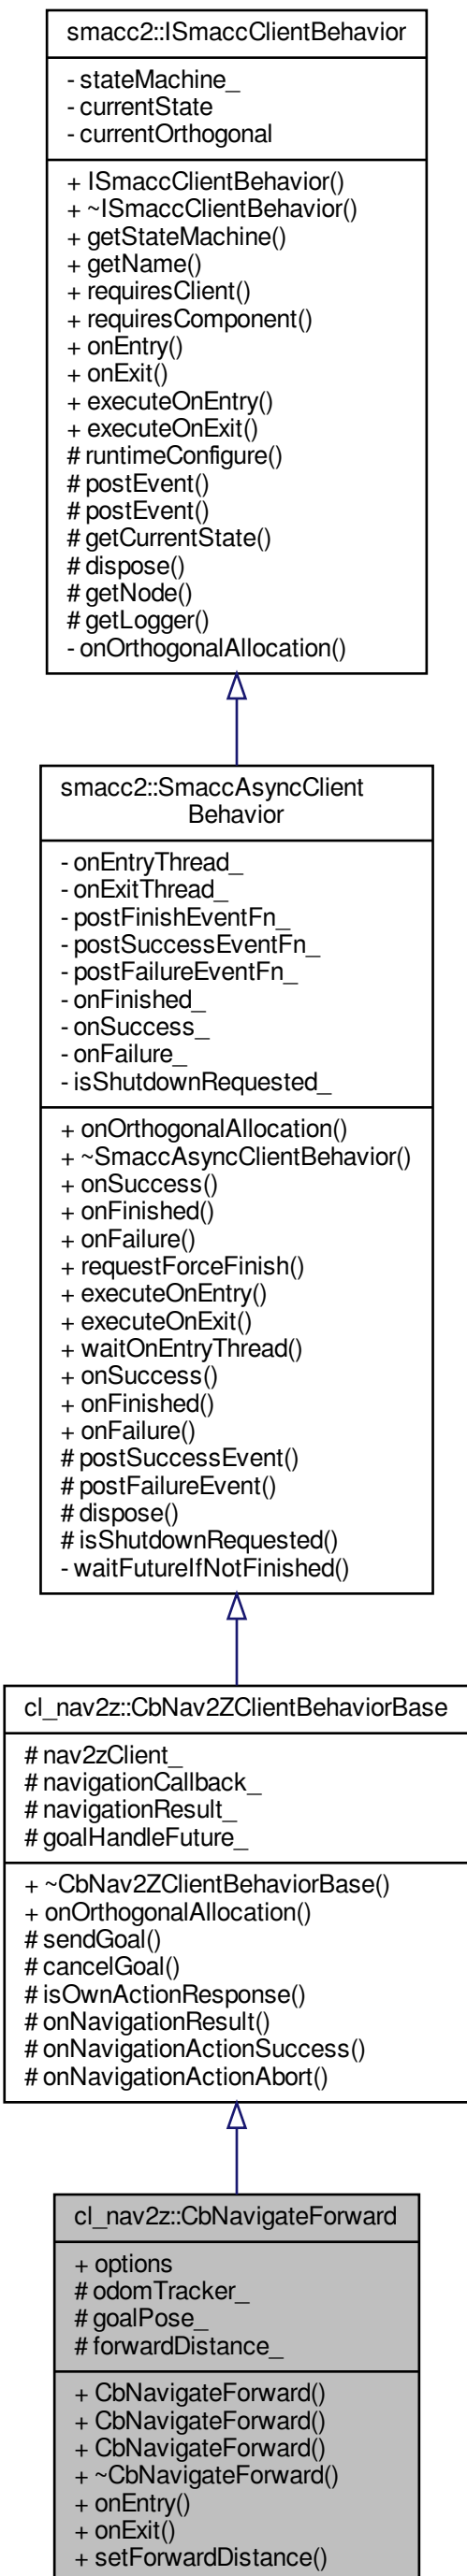 smacc2::ISmaccClientBehavior
- stateMachine_
- currentState
- currentOrthogonal
+ ISmaccClientBehavior()
+ ~ISmaccClientBehavior()
+ getStateMachine()
+ getName()
+ requiresClient()
+ requiresComponent()
+ onEntry()
+ onExit()
+ executeOnEntry()
+ executeOnExit()
# runtimeConfigure()
# postEvent()
# postEvent()
# getCurrentState()
# dispose()
# getNode()
# getLogger()
- onOrthogonalAllocation()
smacc2::SmaccAsyncClient
Behavior
- onEntryThread_
- onExitThread_
- postFinishEventFn_
- postSuccessEventFn_
- postFailureEventFn_
- onFinished_
- onSuccess_
- onFailure_
- isShutdownRequested_
+ onOrthogonalAllocation()
+ ~SmaccAsyncClientBehavior()
+ onSuccess()
+ onFinished()
+ onFailure()
+ requestForceFinish()
+ executeOnEntry()
+ executeOnExit()
+ waitOnEntryThread()
+ onSuccess()
+ onFinished()
+ onFailure()
# postSuccessEvent()
# postFailureEvent()
# dispose()
# isShutdownRequested()
- waitFutureIfNotFinished()
cl_nav2z::CbNav2ZClientBehaviorBase
# nav2zClient_
# navigationCallback_
# navigationResult_
# goalHandleFuture_
+ ~CbNav2ZClientBehaviorBase()
+ onOrthogonalAllocation()
# sendGoal()
# cancelGoal()
# isOwnActionResponse()
# onNavigationResult()
# onNavigationActionSuccess()
# onNavigationActionAbort()
cl_nav2z::CbNavigateForward
+ options
# odomTracker_
# goalPose_
# forwardDistance_
+ CbNavigateForward()
+ CbNavigateForward()
+ CbNavigateForward()
+ ~CbNavigateForward()
+ onEntry()
+ onExit()
+ setForwardDistance()